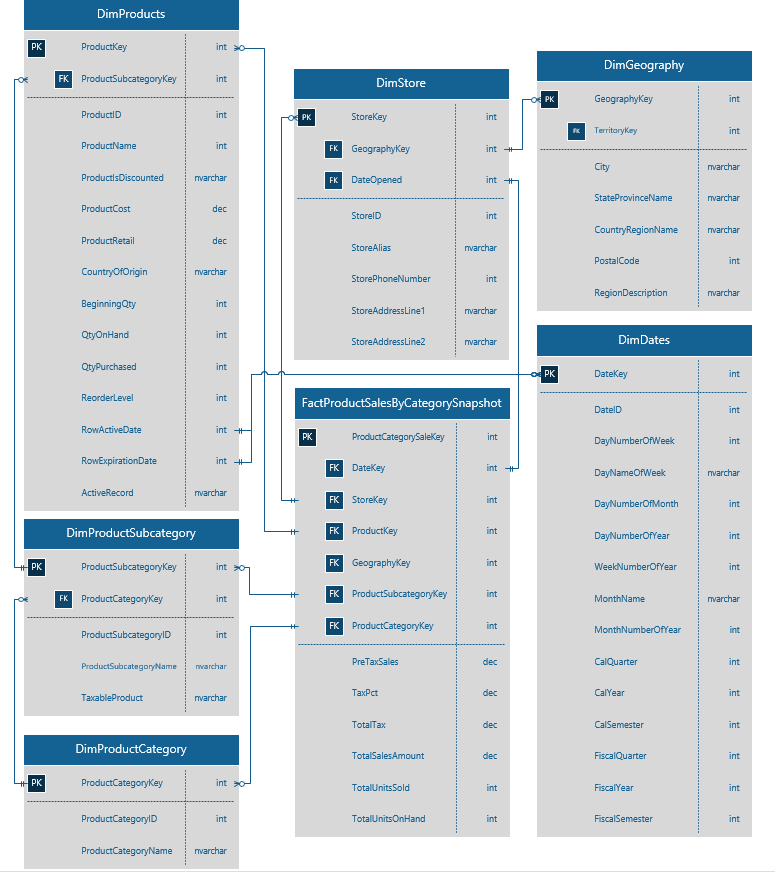 DimProducts
PK ProductKey int
FK ProductSubcategoryKey int
ProductID int
ProductName int
ProductIsDiscounted nvarchar
ProductCost dec
ProductRetail dec
CountryOfOrigin nvarchar
BeginningQty int
QtyOnHand int
QtyPurchased int
ReorderLevel int
RowActiveDate int
RowExpirationDate int
ActiveRecord nvarchar
DimProductSubcategory
PK ProductSubcategoryKey int
FK ProductCategoryKey int
ProductSubcategoryID int
ProductSubcategoryName nvarchar
TaxableProduct nvarchar
DimProductCategory
PK ProductCategoryKey int
ProductCategoryID int
ProductCategoryName nvarchar
DimStore
PK StoreKey int
FK GeographyKey int
FK DateOpened int
StoreID int
StoreAlias nvarchar
StorePhoneNumber int
StoreAddressLine1 nvarchar
StoreAddressLine2 nvarchar
FactProductSalesByCategorySnapshot
PK ProductCategorySaleKey int
FK DateKey int
FK StoreKey int
FK ProductKey int
FK GeographyKey int
FK ProductSubcategoryKey int
FK ProductCategoryKey int
PreTaxSales dec
TaxPct dec
TotalTax dec
TotalSalesAmount dec
TotalUnitsSold int
TotalUnitsOnHand int
DimGeography
PK GeographyKey int
FK TerritoryKey int
City nvarchar
StateProvinceName nvarchar
CountryRegionName nvarchar
PostalCode int
RegionDescription nvarchar
DimDates
PK DateKey int
DateID int
DayNumberOfWeek int
DayNameOfWeek nvarchar
DayNumberOfMonth int
DayNumberOfYear int
WeekNumberOfYear int
MonthName nvarchar
MonthNumberOfYear int
CalQuarter int
CalYear int
CalSemester int
FiscalQuarter int
FiscalYear int
FiscalSemester int